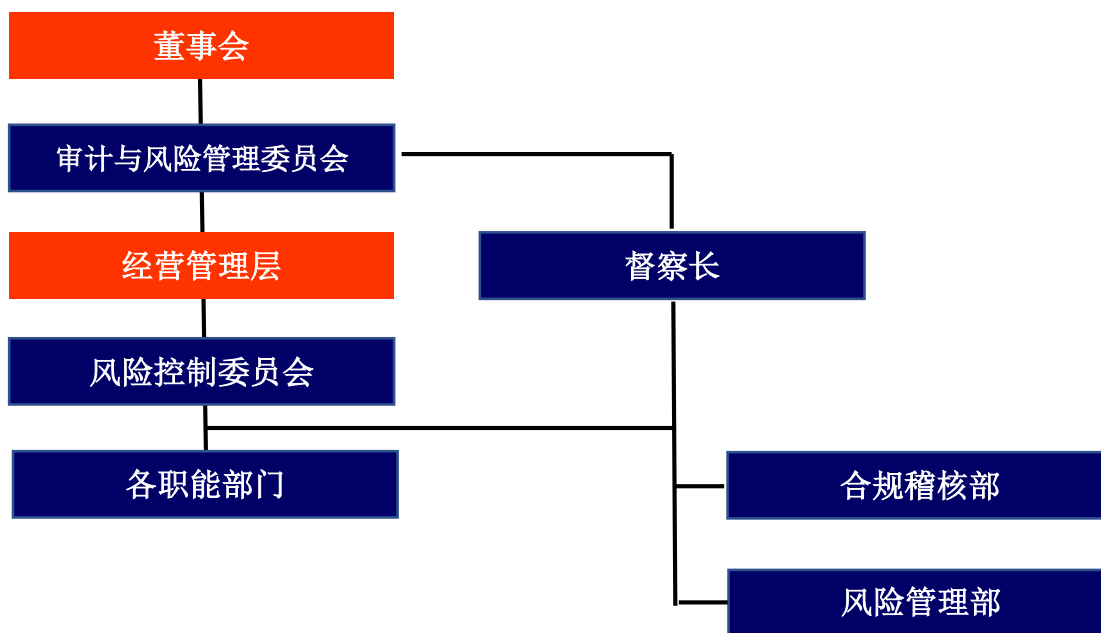 董事会
审计与风险管理委员会
经营管理层
督察长
风险控制委员会
各职能部门
合规稽核部
风险管理部